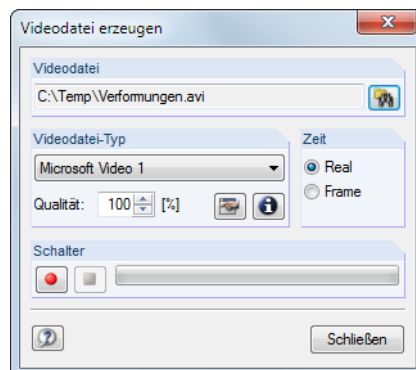 Videodatei erzeugen
Videodatei
C:\Temp\Verformungen.avi
Videodatei-Typ
Microsoft Video 1
Qualität: 100 [%]
Zeit
Real
Frame
Schalter
Schließen